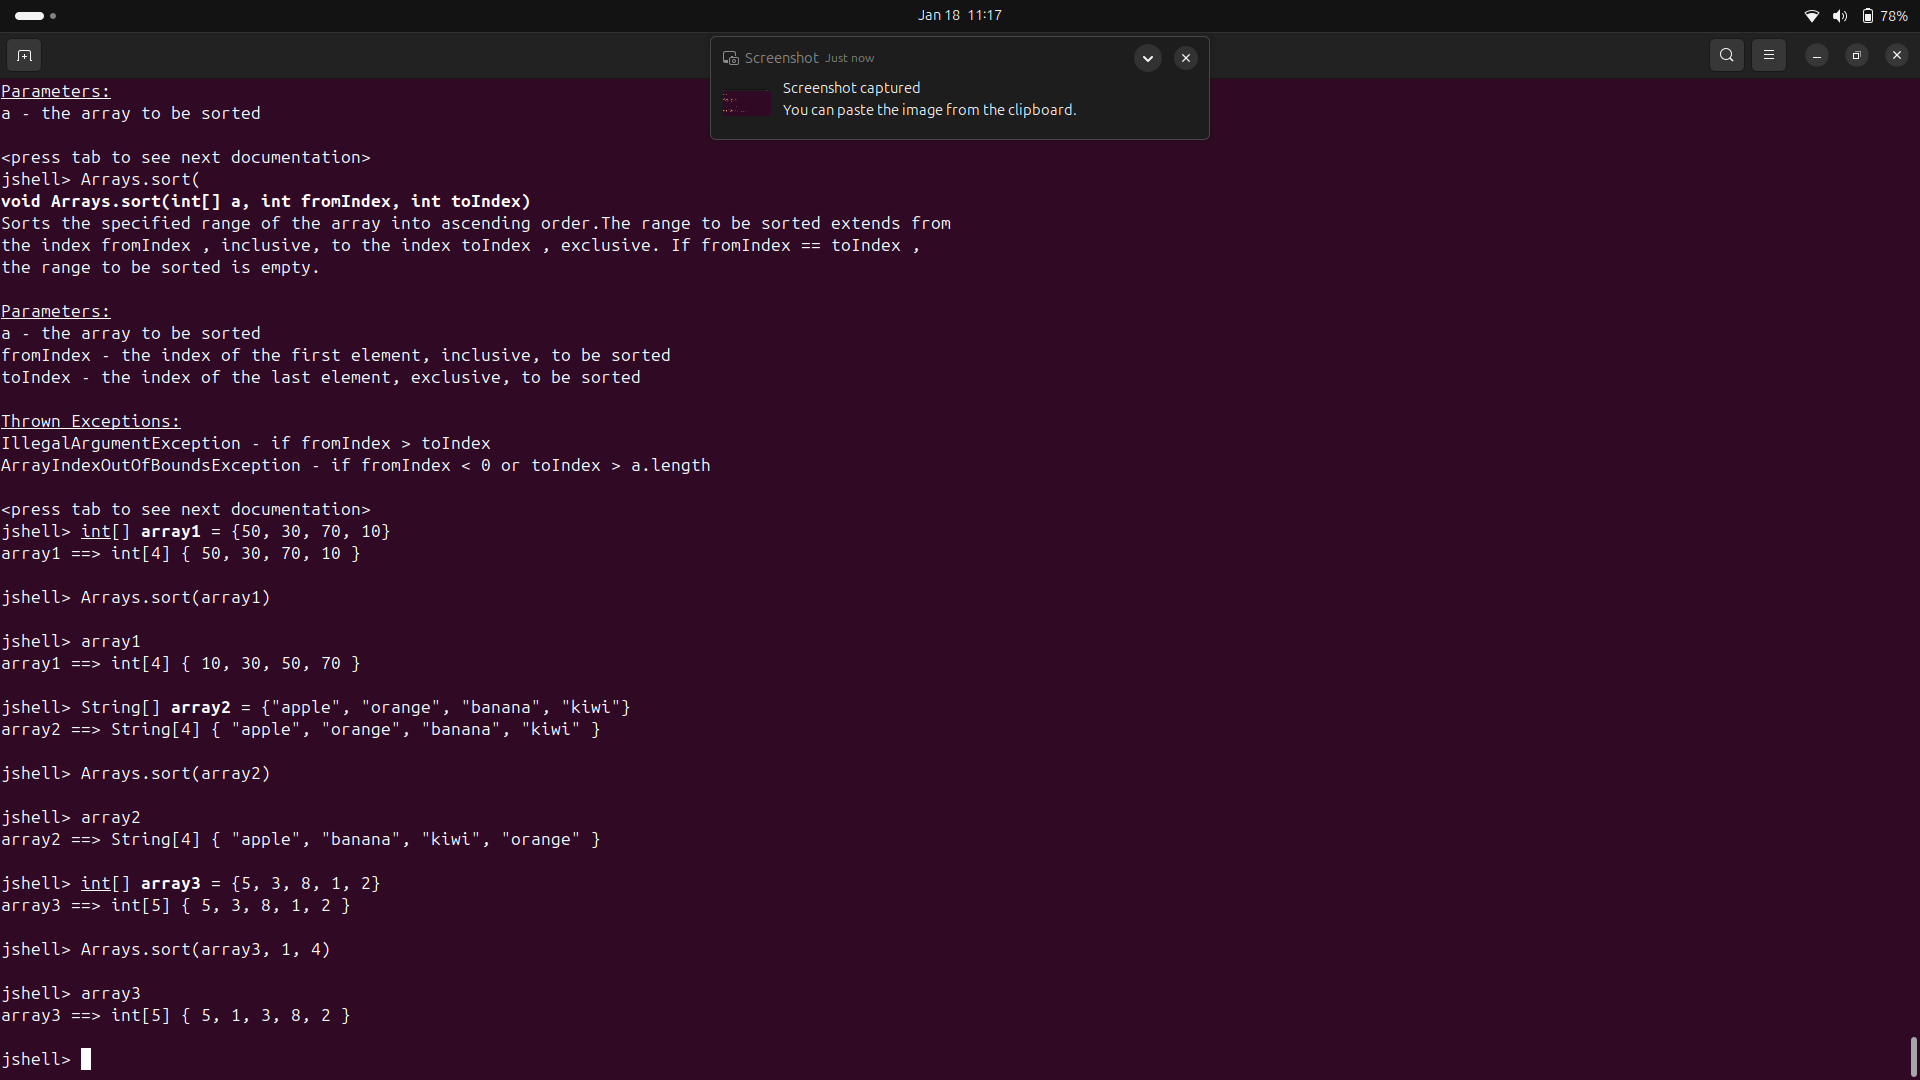 Jan 18 11:17
78%
Screenshot Just now
Screenshot captured
You can paste the image from the clipboard.
Parameters:
a - the array to be sorted
<press tab to see next documentation>
jshell> Arrays.sort(
void Arrays.sort(int[] a, int fromIndex, int toIndex)
Sorts the specified range of the array into ascending order.The range to be sorted extends from
the index fromIndex , inclusive, to the index toIndex , exclusive. If fromIndex == toIndex ,
the range to be sorted is empty.
Parameters:
a - the array to be sorted
fromIndex - the index of the first element, inclusive, to be sorted
toIndex - the index of the last element, exclusive, to be sorted
Thrown Exceptions:
IllegalArgumentException - if fromIndex > toIndex
ArrayIndexOutOfBoundsException - if fromIndex < 0 or toIndex > a.length
<press tab to see next documentation>
jshell> int[] array1 = {50, 30, 70, 10}
array1 ==> int[4] { 50, 30, 70, 10 }
jshell> Arrays.sort(array1)
jshell> array1
array1 ==> int[4] { 10, 30, 50, 70 }
jshell> String[] array2 = {"apple", "orange", "banana", "kiwi"}
array2 ==> String[4] { "apple", "orange", "banana", "kiwi" }
jshell> Arrays.sort(array2)
jshell> array2
array2 ==> String[4] { "apple", "banana", "kiwi", "orange" }
jshell> int[] array3 = {5, 3, 8, 1, 2}
array3 ==> int[5] { 5, 3, 8, 1, 2 }
jshell> Arrays.sort(array3, 1, 4)
jshell> array3
array3 ==> int[5] { 5, 1, 3, 8, 2 }
jshell>